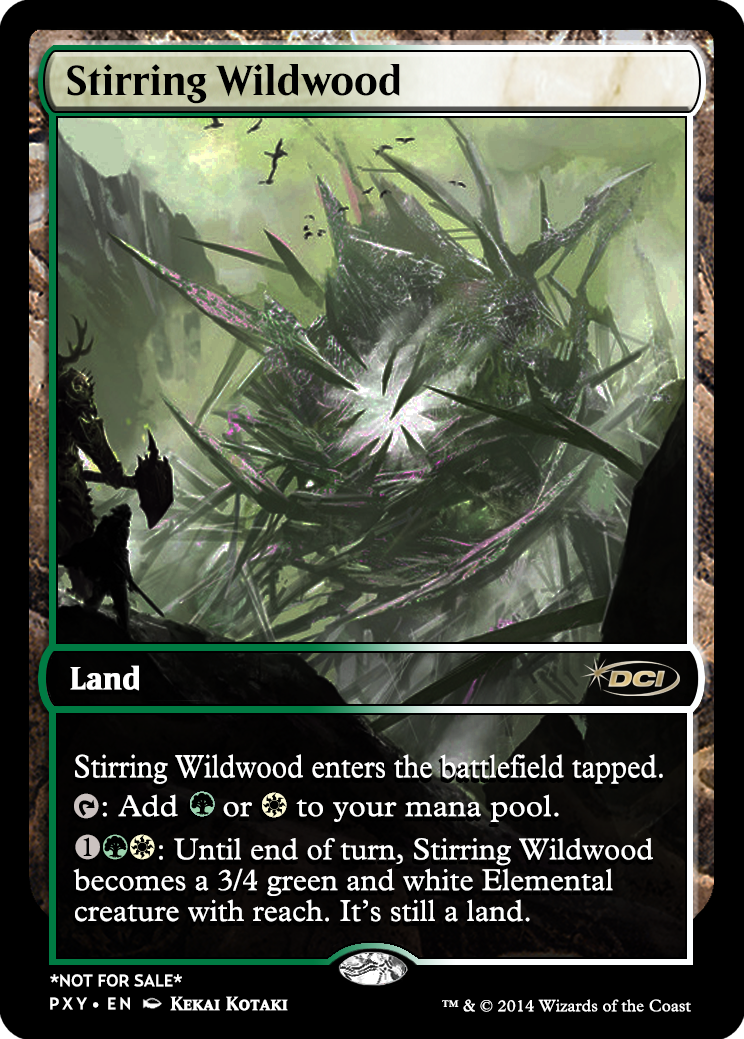 Stirring Wildwood
Land
DCI
Stirring Wildwood enters the battlefield tapped.
: Add or to your mana pool.
1 : Until end of turn, Stirring Wildwood
becomes a 3/4 green and white Elemental
creature with reach. It's still a land.
*NOT FOR SALE*
PXY • EN KEKAI KOTAKI
™ & © 2014 Wizards of the Coast